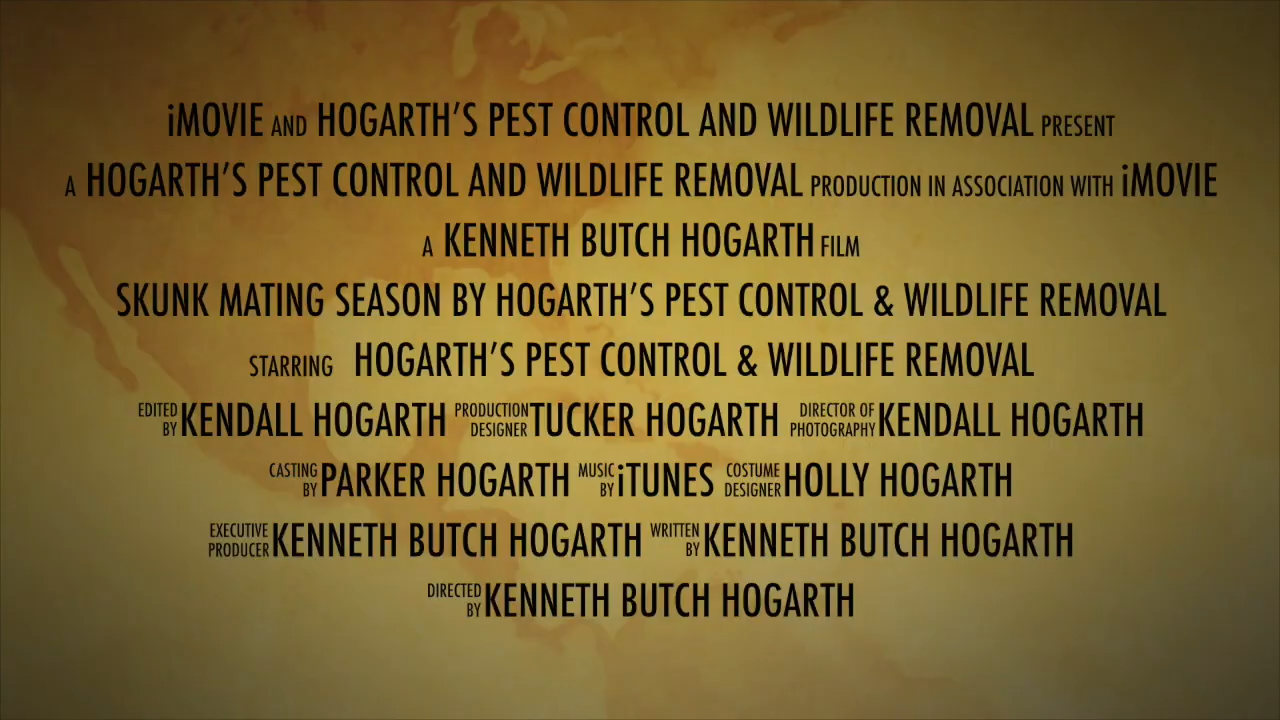 iMOVIE AND HOGARTH'S PEST CONTROL AND WILDLIFE REMOVAL PRESENT
A HOGARTH'S PEST CONTROL AND WILDLIFE REMOVAL PRODUCTION IN ASSOCIATION WITH iMOVIE
A KENNETH BUTCH HOGARTH FILM
SKUNK MATING SEASON BY HOGARTH'S PEST CONTROL & WILDLIFE REMOVAL
STARRING HOGARTH'S PEST CONTROL & WILDLIFE REMOVAL
EDITED BY KENDALL HOGARTH PRODUCTION DESIGNER TUCKER HOGARTH DIRECTOR OF PHOTOGRAPHY KENDALL HOGARTH
CASTING BY PARKER HOGARTH MUSIC BY iTUNES COSTUME DESIGNER HOLLY HOGARTH
EXECUTIVE PRODUCER KENNETH BUTCH HOGARTH WRITTEN BY KENNETH BUTCH HOGARTH
DIRECTED BY KENNETH BUTCH HOGARTH